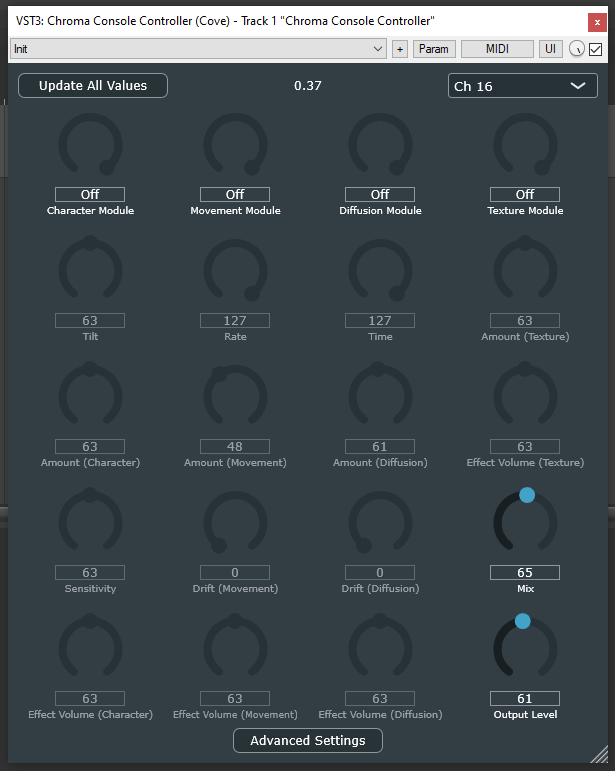 VST3: Chroma Console Controller (Cove) - Track 1 "Chroma Console Controller"
x
Init
+
Param
MIDI
UI
Update All Values
0.37
Ch 16
Off
Off
Off
Off
Character Module
Movement Module
Diffusion Module
Texture Module
63
127
127
63
Tilt
Rate
Time
Amount (Texture)
63
48
61
63
Amount (Character)
Amount (Movement)
Amount (Diffusion)
Effect Volume (Texture)
63
0
0
65
Sensitivity
Drift (Movement)
Drift (Diffusion)
Mix
63
63
63
61
Effect Volume (Character)
Effect Volume (Movement)
Effect Volume (Diffusion)
Output Level
Advanced Settings